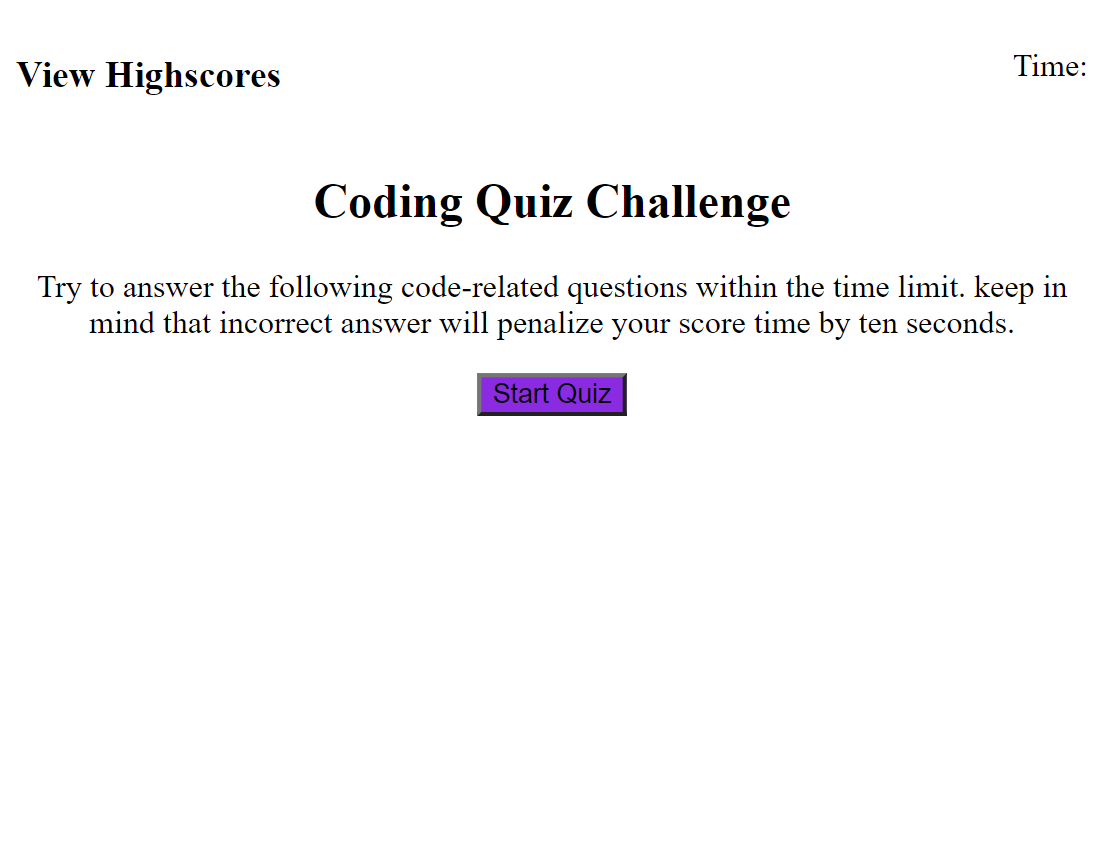 View Highscores
Time:
Coding Quiz Challenge
Try to answer the following code-related questions within the time limit. keep in
mind that incorrect answer will penalize your score time by ten seconds.
Start Quiz